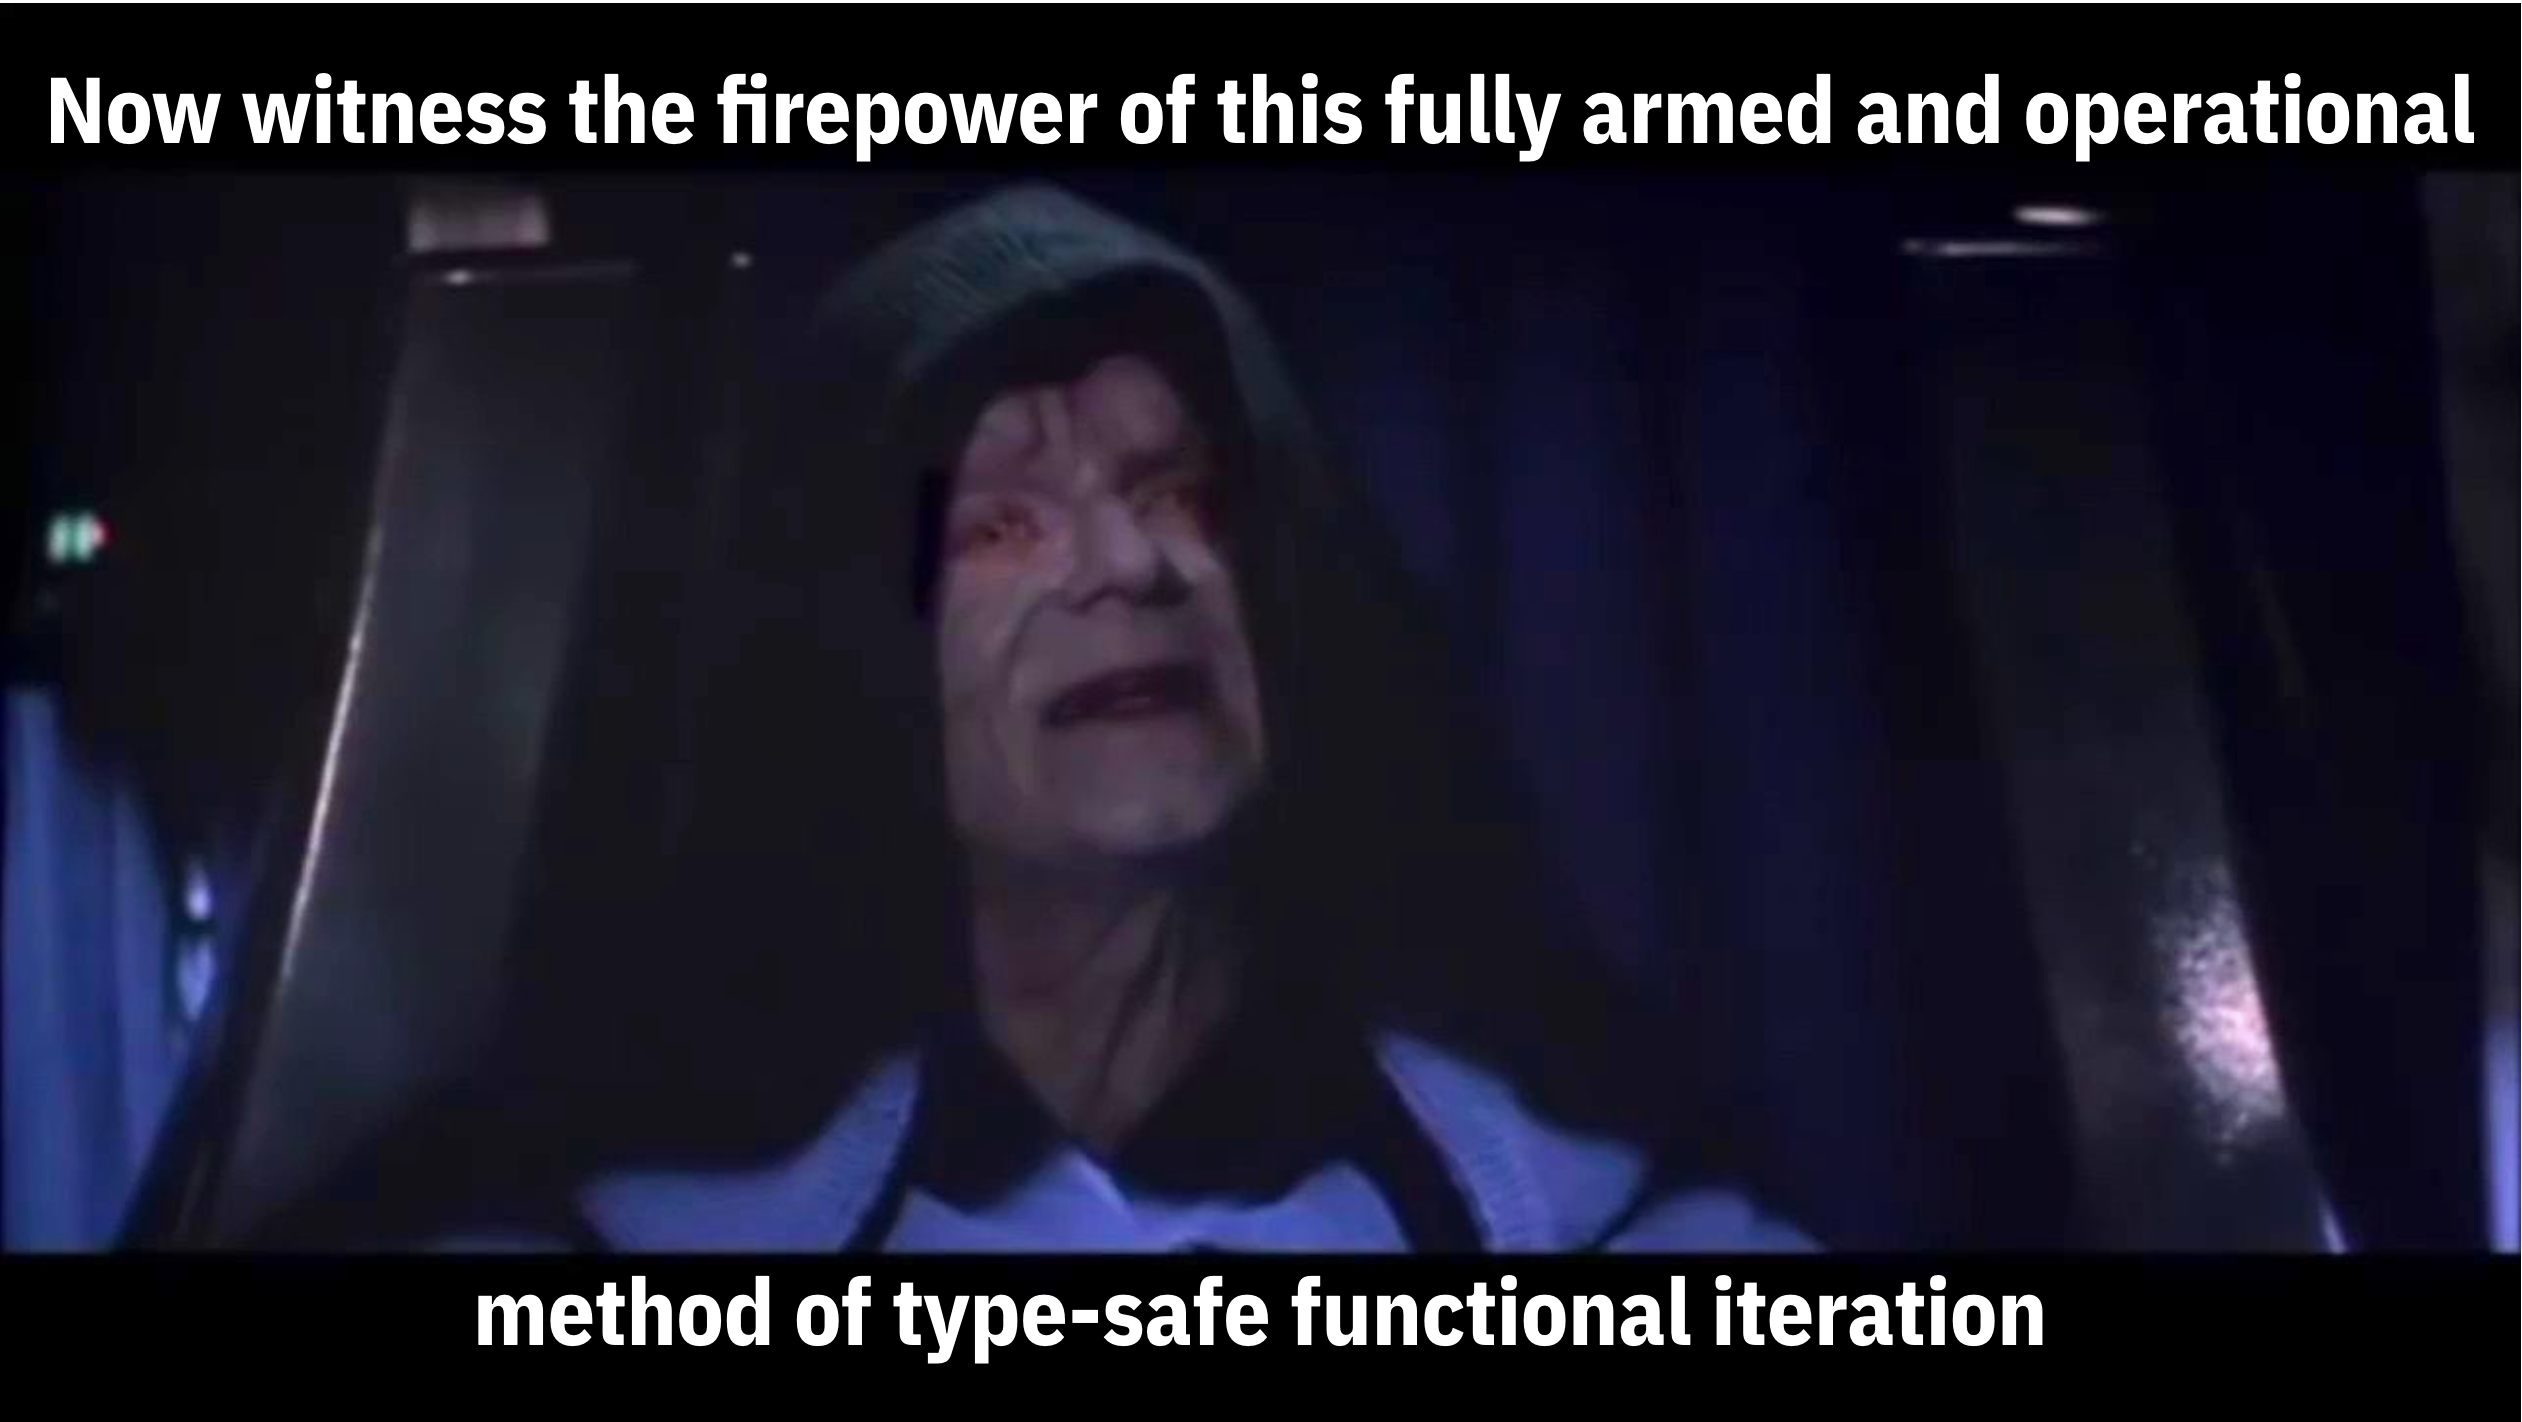 Now witness the firepower of this fully armed and operational
method of type-safe functional iteration